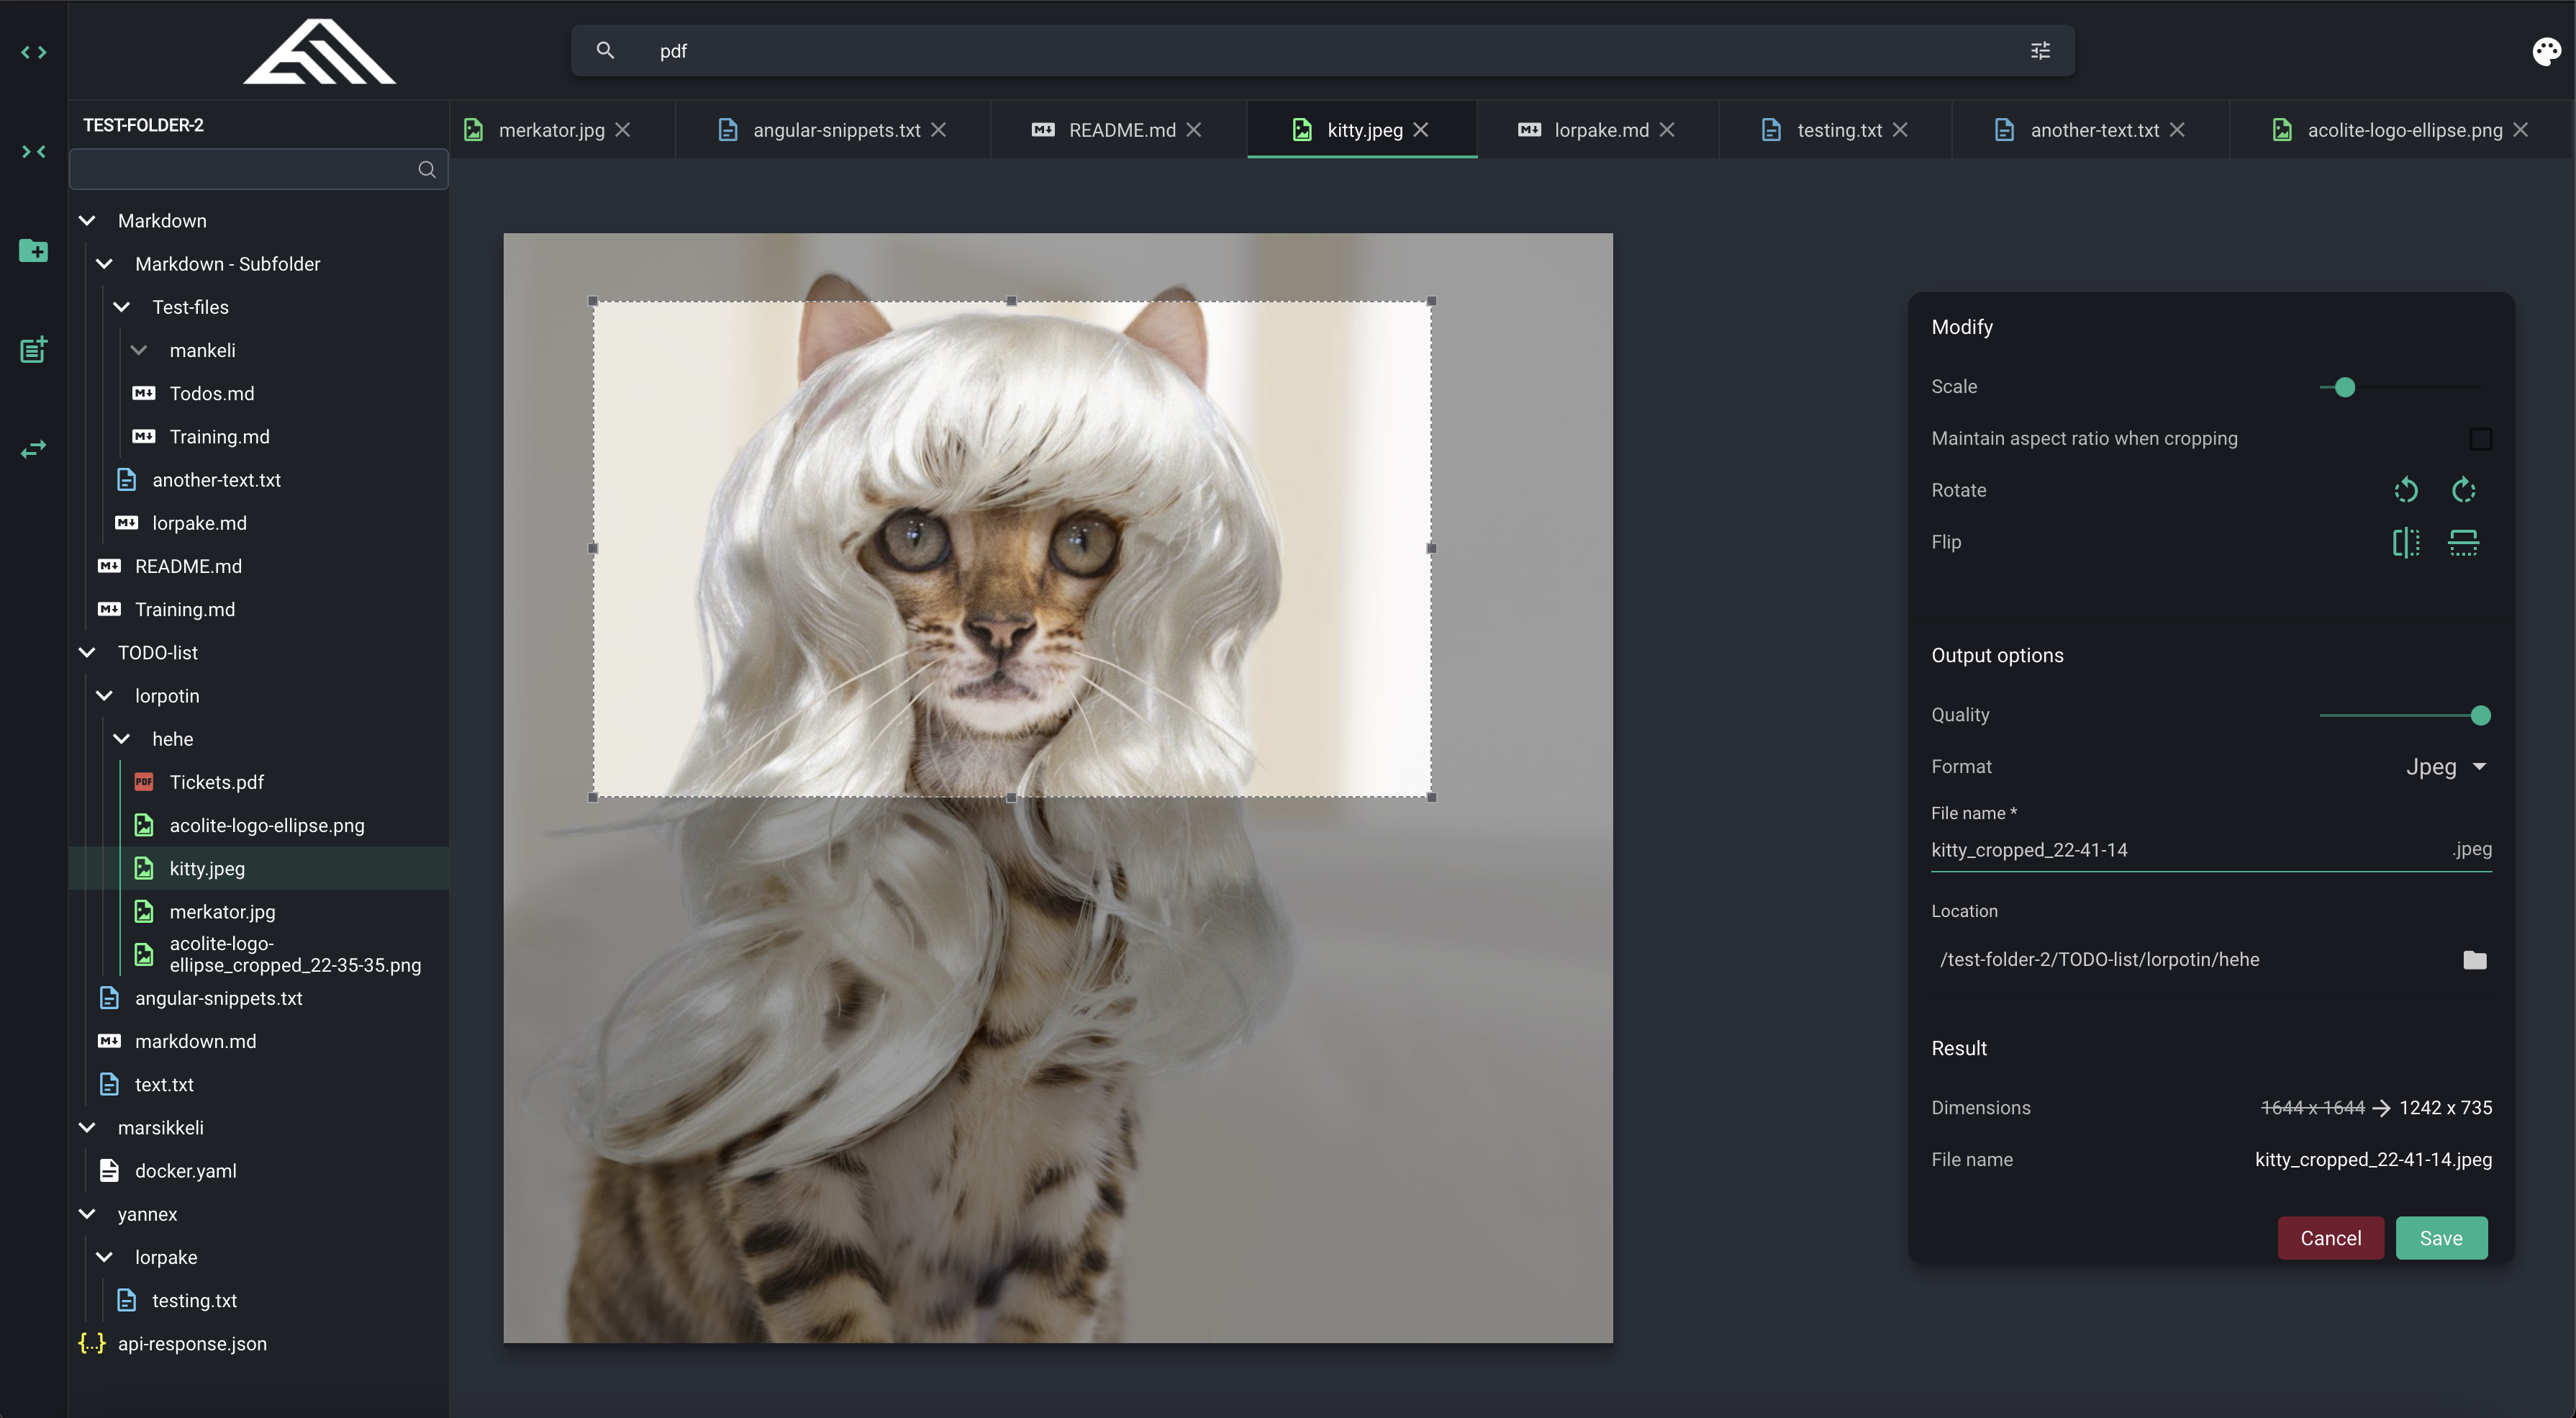 pdf
TEST-FOLDER-2
merkator.jpg
angular-snippets.txt
README.md
kitty.jpeg
lorpake.md
testing.txt
another-text.txt
acolite-logo-ellipse.png
Markdown
Markdown - Subfolder
Test-files
mankeli
Todos.md
Training.md
another-text.txt
lorpake.md
README.md
Training.md
TODO-list
lorpotin
hehe
PDF Tickets.pdf
acolite-logo-ellipse.png
kitty.jpeg
merkator.jpg
acolite-logo-
ellipse_cropped_22-35-35.png
angular-snippets.txt
markdown.md
text.txt
marsikkeli
docker.yaml
yannex
lorpake
testing.txt
{...} api-response.json
Modify
Scale
Maintain aspect ratio when cropping
Rotate
Flip
Output options
Quality
Format Jpeg
File name *
kitty_cropped_22-41-14 .jpeg
Location
/test-folder-2/TODO-list/lorpotin/hehe
Result
Dimensions 1644 x 1644 → 1242 x 735
File name kitty_cropped_22-41-14.jpeg
Cancel Save